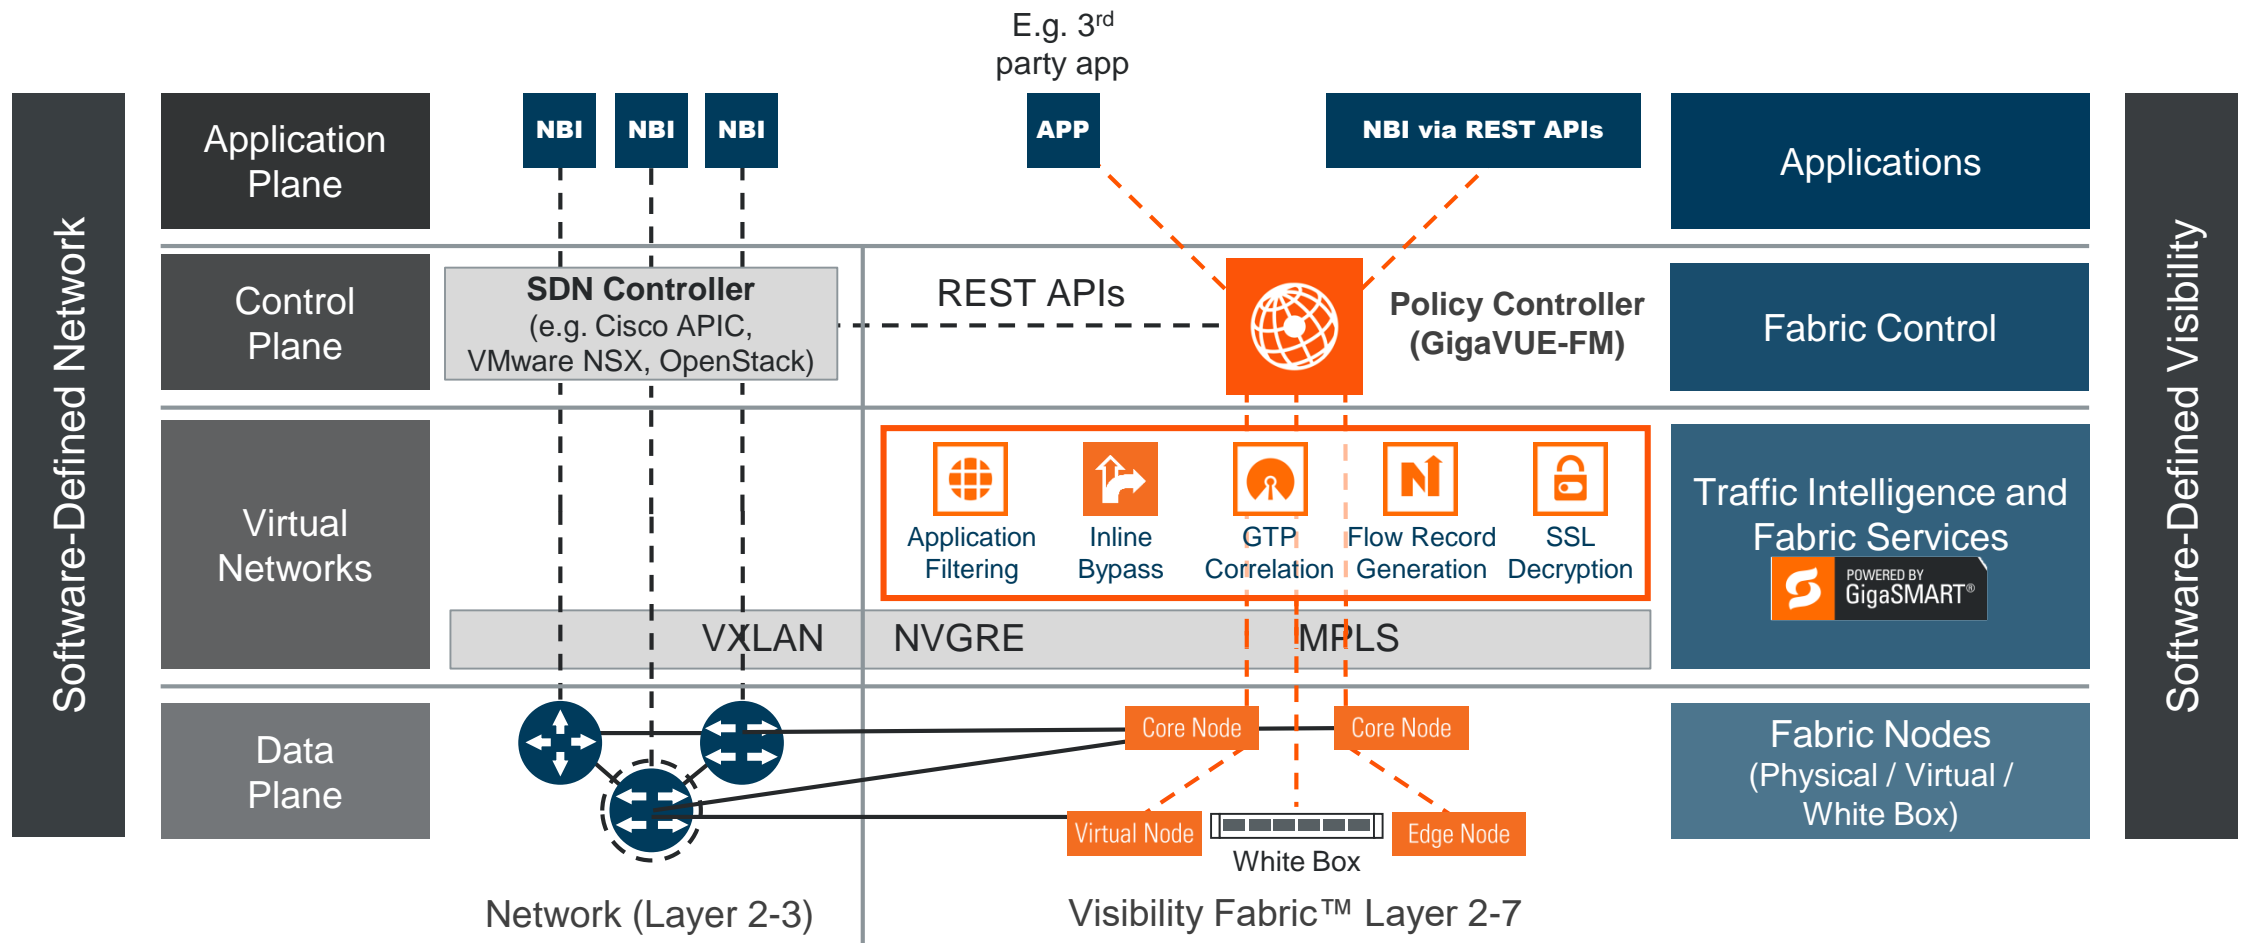 E.g. 3rd
party app
Software-Defined Network
Application
Plane
NBI
NBI
NBI
APP
NBI via REST APIs
Applications
Software-Defined Visibility
Control
Plane
SDN Controller
(e.g. Cisco APIC,
VMware NSX, OpenStack)
REST APIs
Policy Controller
(GigaVUE-FM)
Fabric Control
Virtual
Networks
Application
Filtering
Inline
Bypass
GTP
Correlation
Flow Record
Generation
SSL
Decryption
Traffic Intelligence and
Fabric Services
POWERED BY
GigaSMART®
VXLAN
NVGRE
MPLS
Data
Plane
Core Node
Core Node
Virtual Node
White Box
Edge Node
Fabric Nodes
(Physical / Virtual /
White Box)
Network (Layer 2-3)
Visibility Fabric™ Layer 2-7